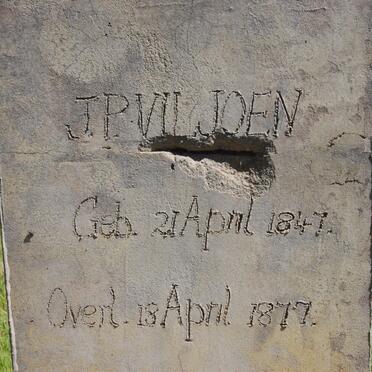 J.P. VILJOEN
Geb. 21 April 1847.
Overl. 18 April 1877.